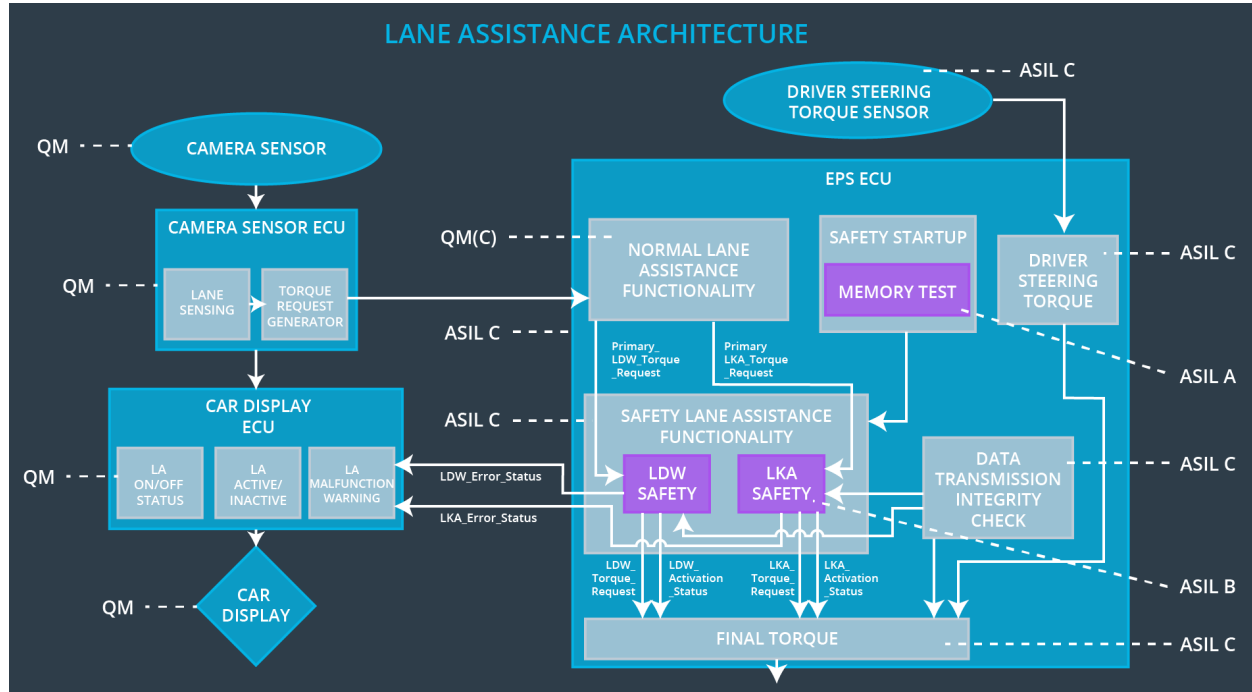 LANE ASSISTANCE ARCHITECTURE
ASIL C
DRIVER STEERING
TORQUE SENSOR
QM
CAMERA SENSOR
EPS ECU
CAMERA SENSOR ECU
QM(C)
NORMAL LANE
ASSISTANCE
FUNCTIONALITY
SAFETY STARTUP
MEMORY TEST
DRIVER
STEERING
TORQUE
ASIL C
QM
LANE
SENSING
TORQUE
REQUEST
GENERATOR
ASIL C
Primary_
LDW_Torque
_Request
Primary
LKA_Torque
_Request
ASIL A
CAR DISPLAY
ECU
ASIL C
SAFETY LANE ASSISTANCE
FUNCTIONALITY
QM
LA
ON/OFF
STATUS
LA
ACTIVE/
INACTIVE
LA
MALFUNCTION
WARNING
LDW_Error_Status
LKA_Error_Status
LDW
SAFETY
LKA
SAFETY
DATA
TRANSMISSION
INTEGRITY
CHECK
ASIL C
LDW_
Torque_
Request
LDW_
Activation
_Status
LKA_
Torque_
Request
LKA_
Activation
_Status
ASIL B
QM
CAR
DISPLAY
FINAL TORQUE
ASIL C